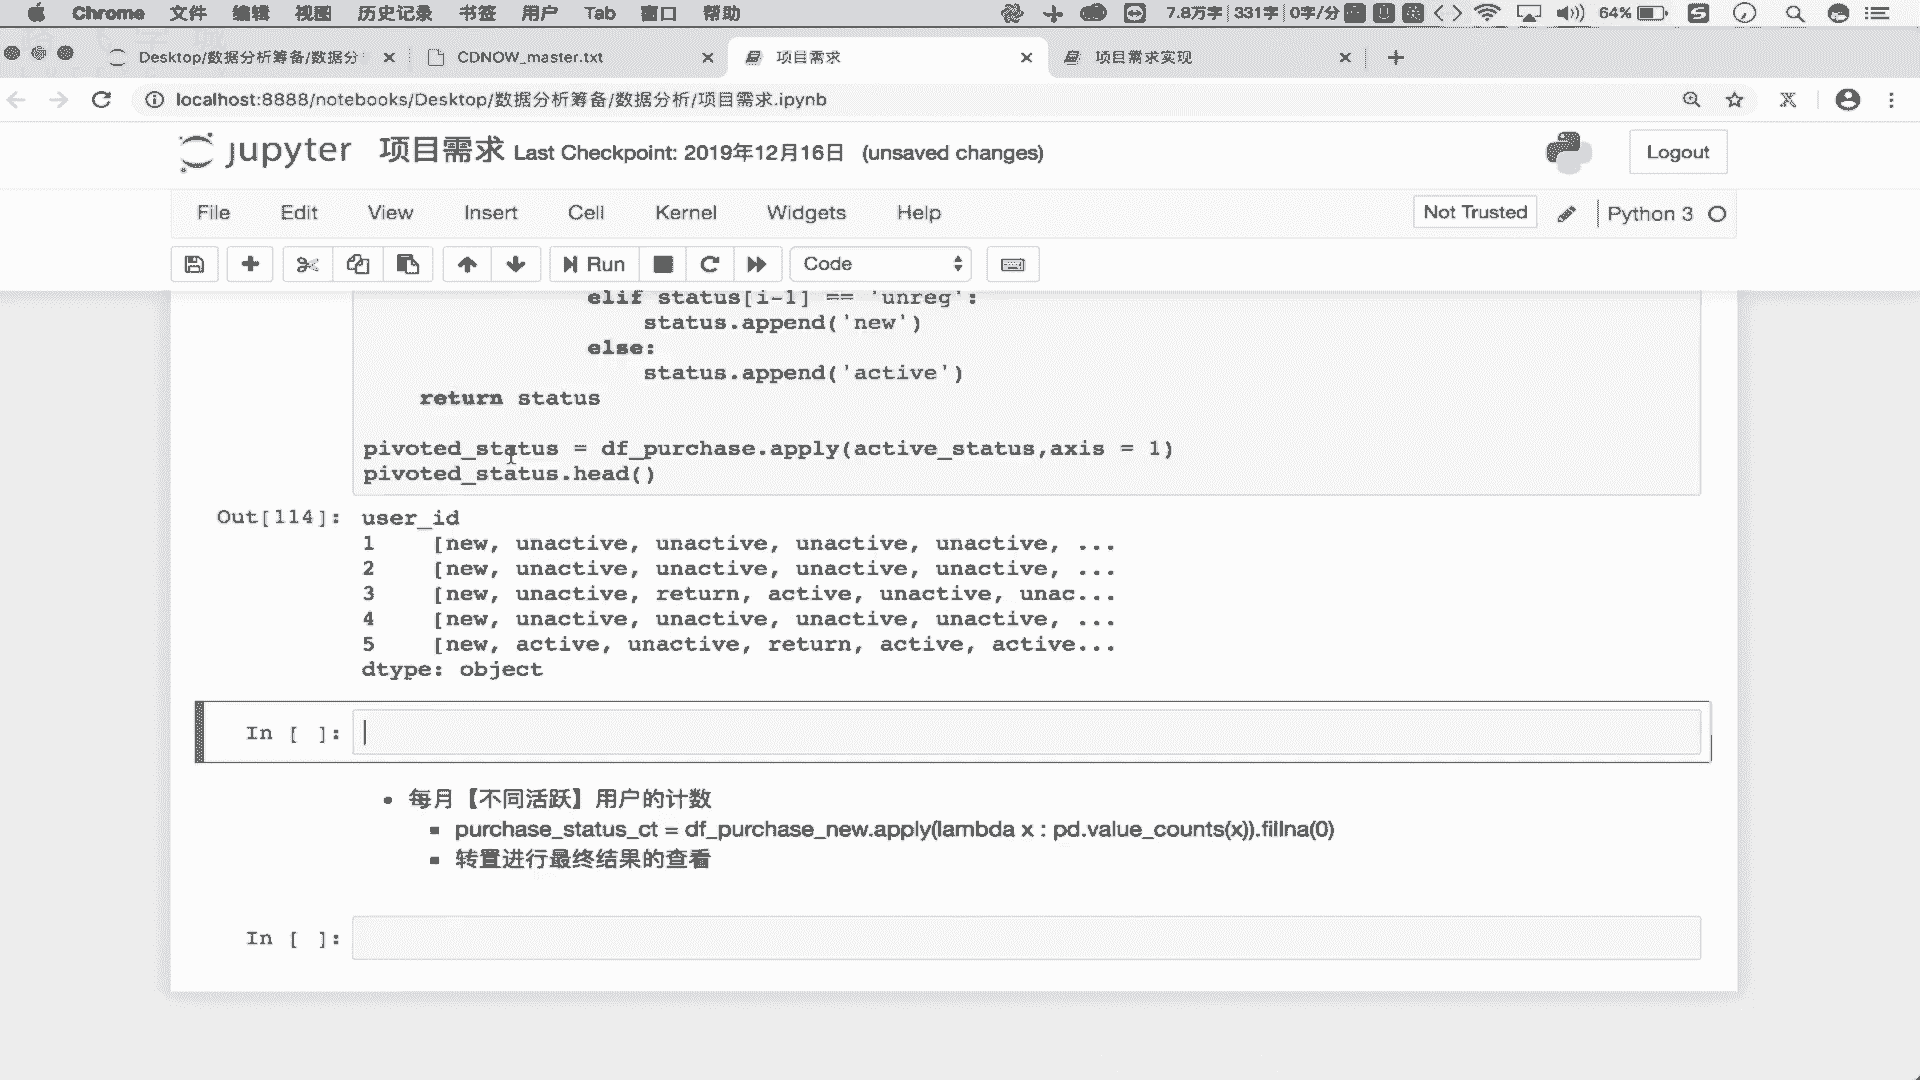 Chrome 文件 编辑 视图 历史记录 书签 用户 Tab 窗口 帮助 7.8万字 331字 0字/分 64%
Desktop/数据分析筹备/数据分 CDNOW_master.txt 项目需求 项目需求实现
localhost:8888/notebooks/Desktop/数据分析筹备/数据分析/项目需求.ipynb
jupyter 项目需求 Last Checkpoint: 2019年12月16日 (unsaved changes) Logout
File Edit View Insert Cell Kernel Widgets Help Not Trusted Python 3
Run Code
elif status[i-1] == 'unreg':
status.append('new')
else:
status.append('active')
return status
pivoted_status = df_purchase.apply(active_status,axis = 1)
pivoted_status.head()
Out[114]: user_id
1 [new, unactive, unactive, unactive, unactive, ...
2 [new, unactive, unactive, unactive, unactive, ...
3 [new, unactive, return, active, unactive, unac...
4 [new, unactive, unactive, unactive, unactive, ...
5 [new, active, unactive, return, active, active...
dtype: object
In [ ]:
• 每月【不同活跃】用户的计数
▪ purchase_status_ct = df_purchase_new.apply(lambda x : pd.value_counts(x)).fillna(0)
▪ 转置进行最终结果的查看
In [ ]: